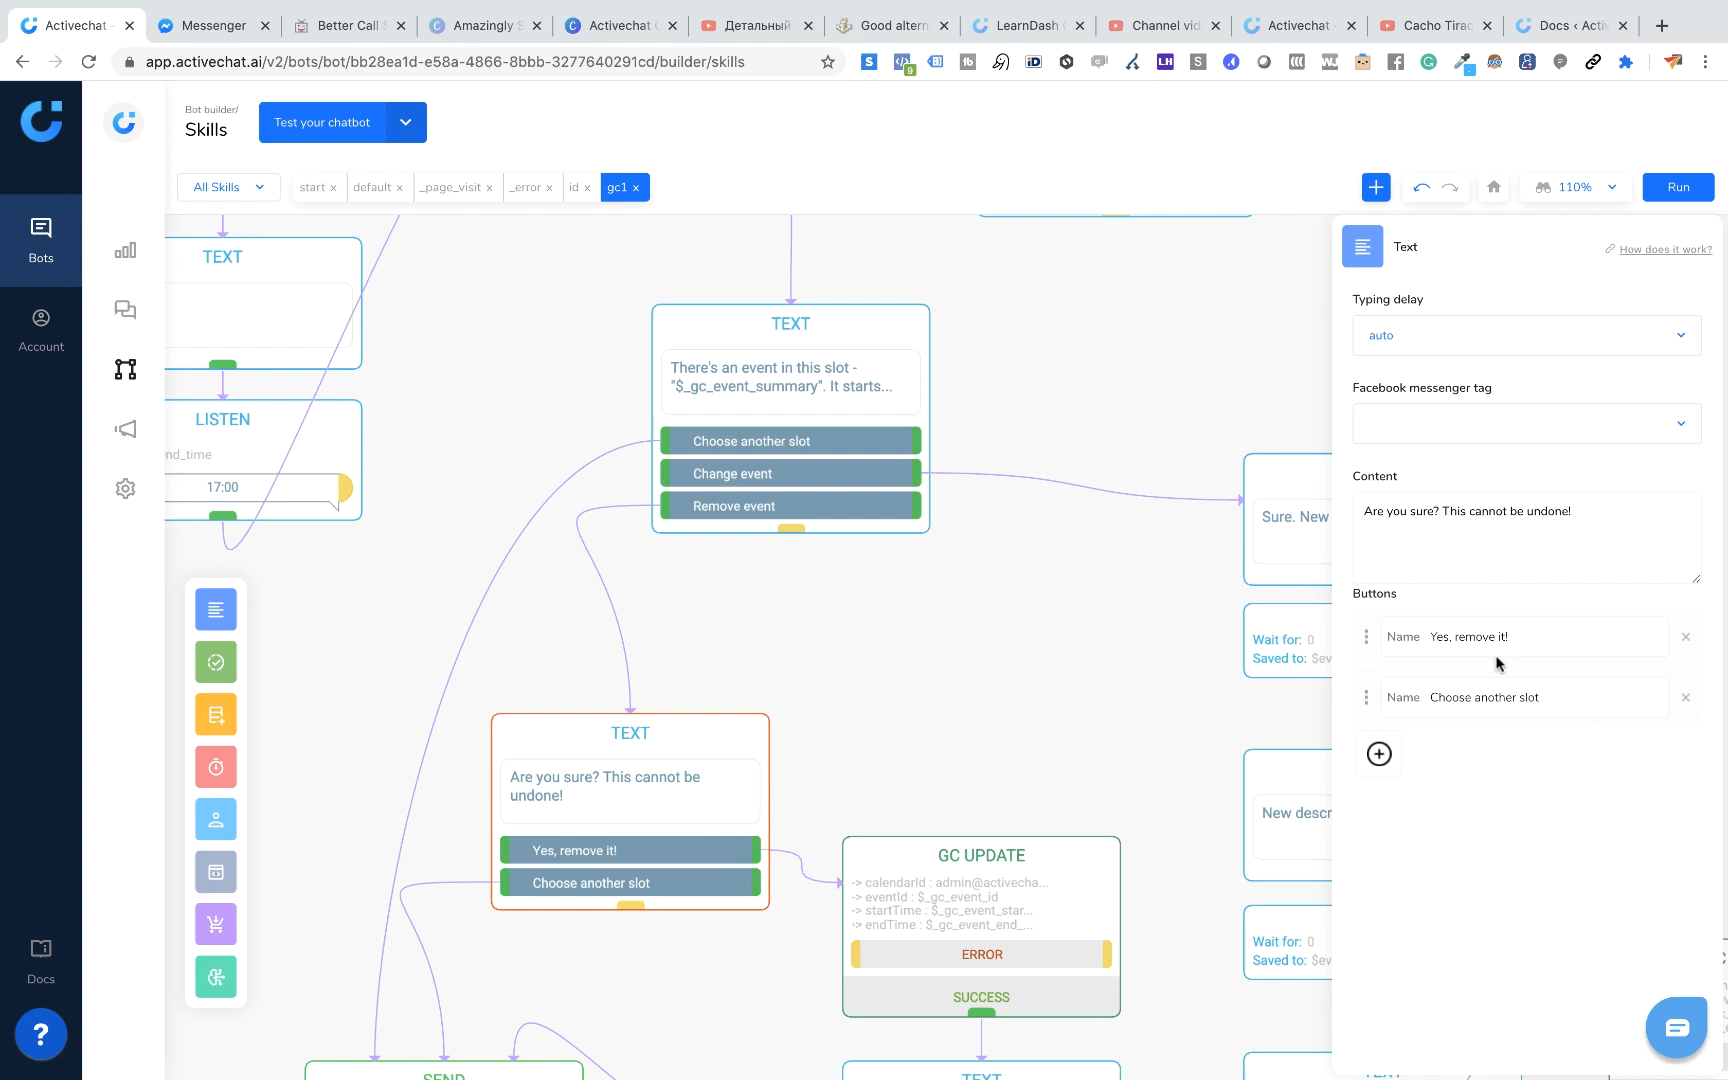 Activechat -
Messenger
Better Call S
Amazingly S
Activechat C
Детальный
Good altern
LearnDash
Channel vid
Activechat -
Cacho Tirao
Docs ‹ Activ
app.activechat.ai/v2/bots/bot/bb28ea1d-e58a-4866-8bbb-3277640291cd/builder/skills
Bot builder/
Skills
Test your chatbot
All Skills
start
default
_page_visit
_error
id
gc1
110%
Run
Bots
Account
Docs
?
TEXT
LISTEN
nd_time
17:00
TEXT
There's an event in this slot -
"$_gc_event_summary". It starts...
Choose another slot
Change event
Remove event
TEXT
Are you sure? This cannot be
undone!
Yes, remove it!
Choose another slot
GC UPDATE
-> calendarId : admin@activecha...
-> eventId : $_gc_event_id
-> startTime : $_gc_event_star...
-> endTime : $_gc_event_end_...
ERROR
SUCCESS
SEND
TEXT
Sure. New
Wait for: 0
Saved to: $ev
New descr
Wait for: 0
Saved to: $ev
TEXT
Text
How does it work?
Typing delay
auto
Facebook messenger tag
Content
Are you sure? This cannot be undone!
Buttons
Name Yes, remove it!
Name Choose another slot